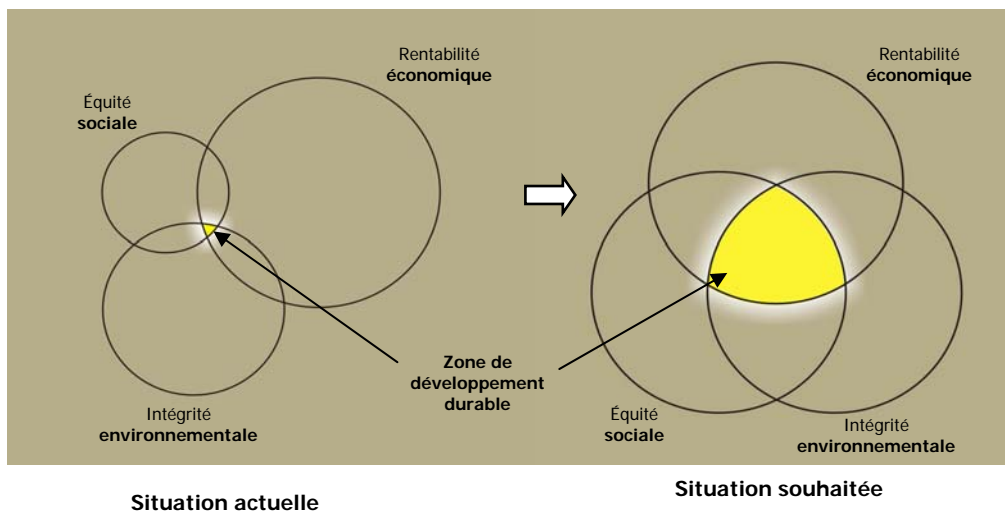 Rentabilité
économique
Équité
sociale
Intégrité
environnementale
Zone de
développement
durable
Rentabilité
économique
Équité
sociale
Intégrité
environnementale
Situation actuelle
Situation souhaitée